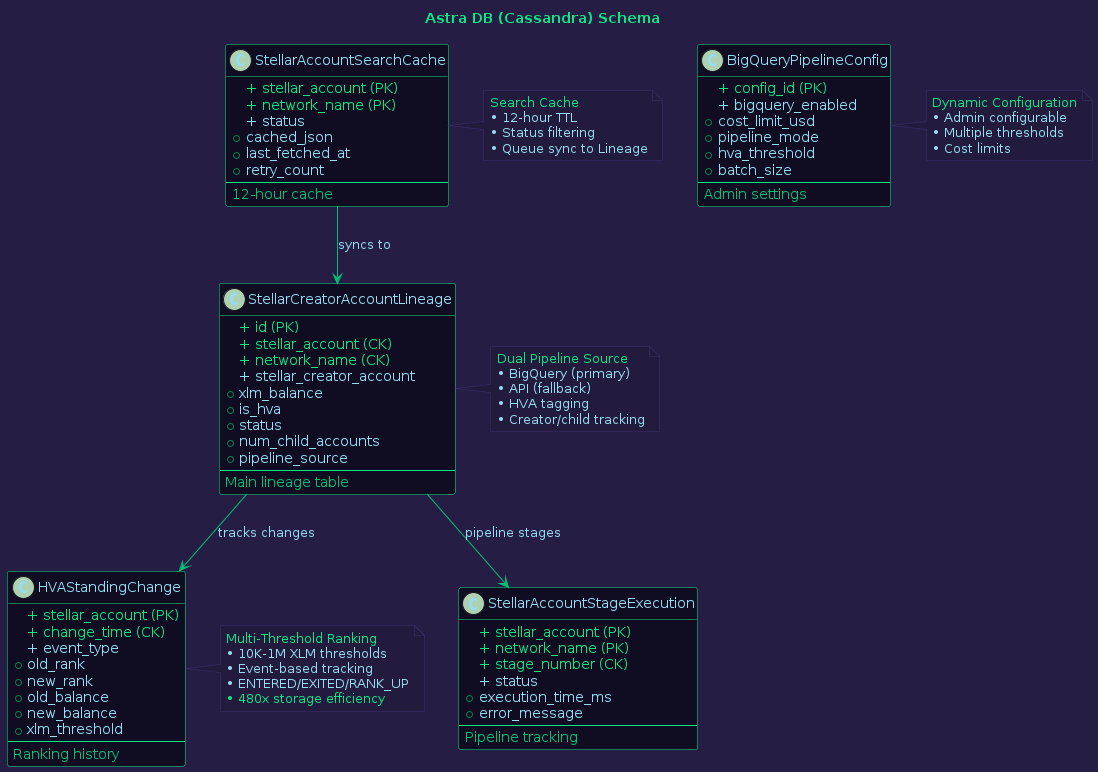 Astra DB (Cassandra) Schema
C StellarAccountSearchCache
+ stellar_account (PK)
+ network_name (PK)
+ status
cached_json
last_fetched_at
retry_count
12-hour cache
Search Cache
• 12-hour TTL
• Status filtering
• Queue sync to Lineage
C BigQueryPipelineConfig
+ config_id (PK)
+ bigquery_enabled
cost_limit_usd
pipeline_mode
hva_threshold
batch_size
Admin settings
Dynamic Configuration
• Admin configurable
• Multiple thresholds
• Cost limits
syncs to
C StellarCreatorAccountLineage
+ id (PK)
+ stellar_account (CK)
+ network_name (CK)
+ stellar_creator_account
xlm_balance
is_hva
status
num_child_accounts
pipeline_source
Main lineage table
Dual Pipeline Source
• BigQuery (primary)
• API (fallback)
• HVA tagging
• Creator/child tracking
tracks changes
pipeline stages
C HVAStandingChange
+ stellar_account (PK)
+ change_time (CK)
+ event_type
old_rank
new_rank
old_balance
new_balance
xlm_threshold
Ranking history
Multi-Threshold Ranking
• 10K-1M XLM thresholds
• Event-based tracking
• ENTERED/EXITED/RANK_UP
• 480x storage efficiency
C StellarAccountStageExecution
+ stellar_account (PK)
+ network_name (PK)
+ stage_number (CK)
+ status
execution_time_ms
error_message
Pipeline tracking